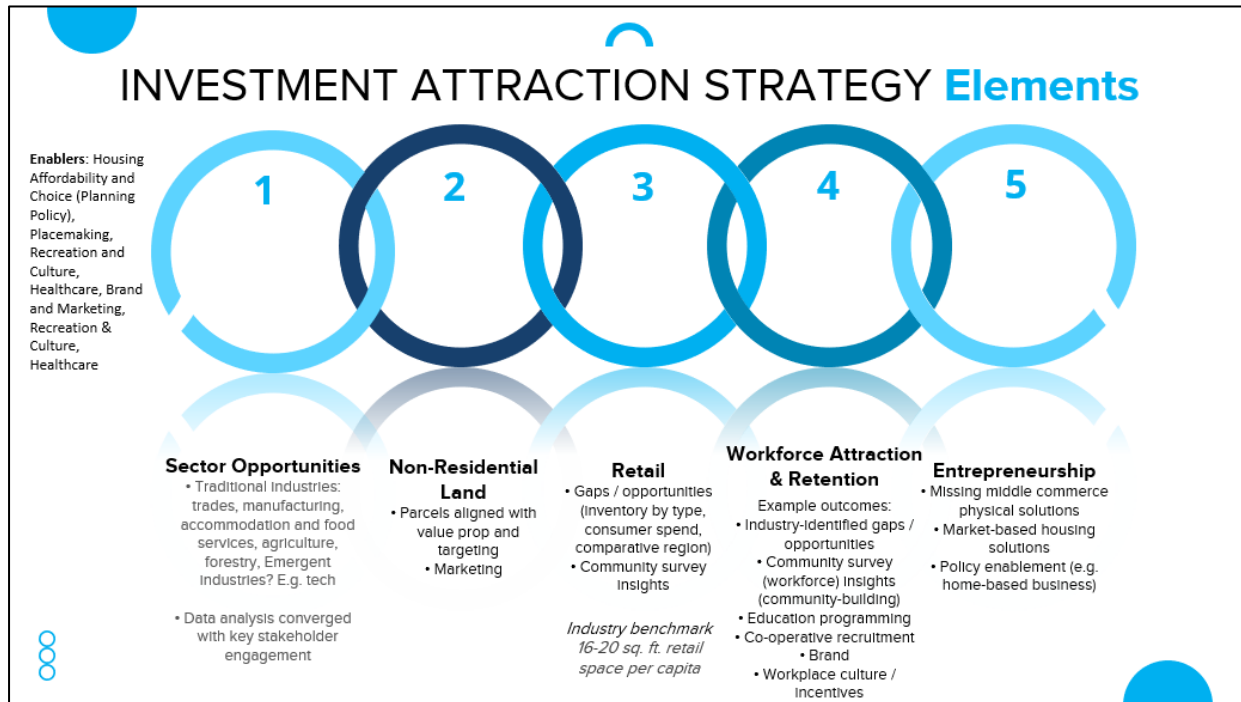 INVESTMENT ATTRACTION STRATEGY Elements
Enablers: Housing
Affordability and
Choice (Planning
Policy),
Placemaking,
Recreation and
Culture,
Healthcare, Brand
and Marketing,
Recreation &
Culture,
Healthcare
1
2
3
4
5
Sector Opportunities
• Traditional industries:
trades, manufacturing,
accommodation and food
services, agriculture,
forestry, Emergent
industries? E.g. tech
• Data analysis converged
with key stakeholder
engagement
Non-Residential
Land
• Parcels aligned with
value prop and
targeting
• Marketing
Retail
• Gaps / opportunities
(inventory by type,
consumer spend,
comparative region)
• Community survey
insights
Industry benchmark
16-20 sq. ft. retail
space per capita
Workforce Attraction
& Retention
Example outcomes:
• Industry-identified gaps /
opportunities
• Community survey
(workforce) insights
(community-building)
• Education programming
• Co-operative recruitment
• Brand
• Workplace culture /
incentives
Entrepreneurship
• Missing middle commerce
physical solutions
• Market-based housing
solutions
• Policy enablement (e.g.
home-based business)